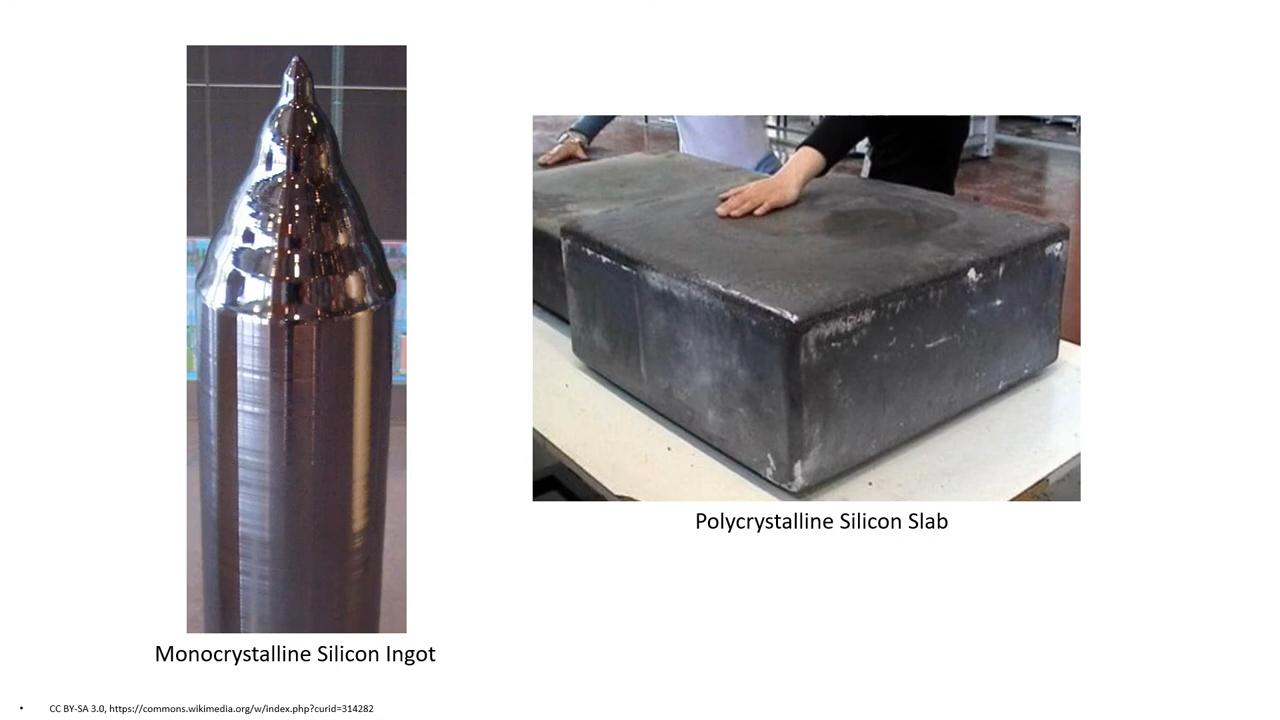 Polycrystalline Silicon Slab
Monocrystalline Silicon Ingot
• CC BY-SA 3.0, https://commons.wikimedia.org/w/index.php?curid=314282